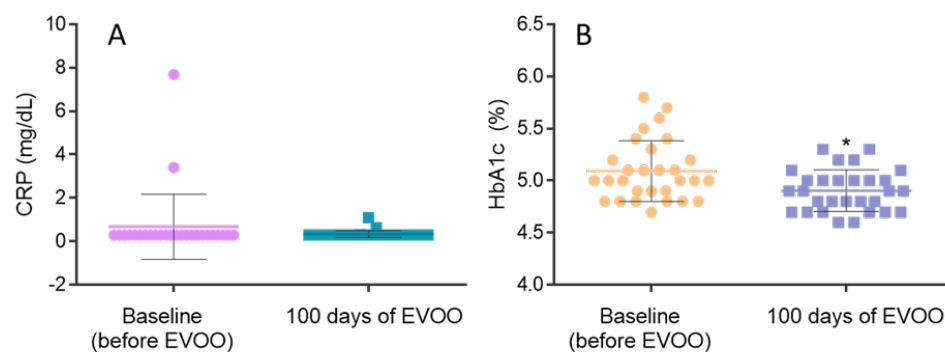 A
CRP (mg/dL)
10
8
6
4
2
0
-2
Baseline
(before EVOO)
100 days of EVOO
B
HbA1c (%)
6.5
6.0
5.5
5.0
4.5
4.0
*
Baseline
(before EVOO)
100 days of EVOO